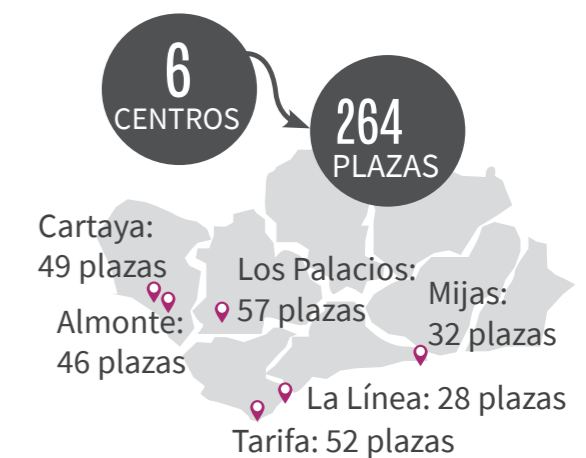 6
CENTROS
264
PLAZAS
Cartaya:
49 plazas
Los Palacios:
57 plazas
Mijas:
32 plazas
Almonte:
46 plazas
La Línea: 28 plazas
Tarifa: 52 plazas